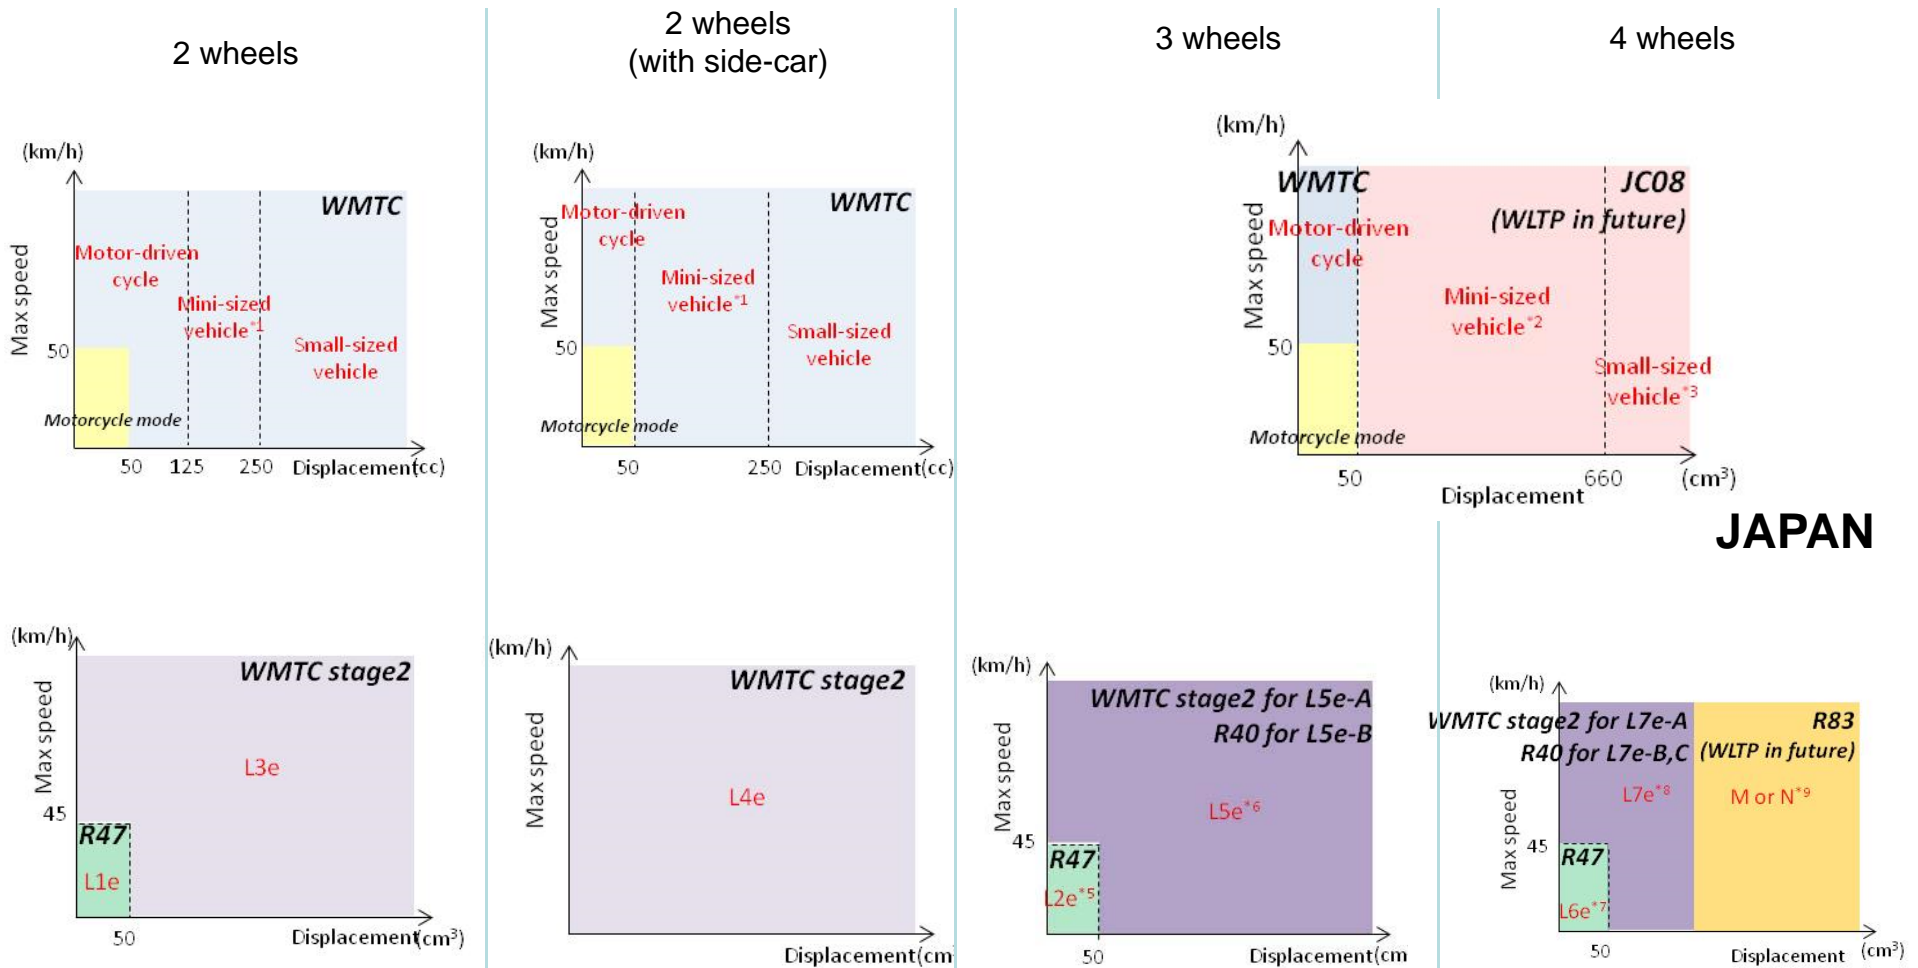 2 wheels
2 wheels
(with side-car)
3 wheels
4 wheels
(km/h)
Max speed
WMTC
Motor-driven
cycle
Mini-sized
vehicle*1
Small-sized
vehicle
50
Motorcycle mode
50
125
250
Displacement(cc)
(km/h)
Max speed
WMTC
Motor-driven
cycle
Mini-sized
vehicle*1
Small-sized
vehicle
50
Motorcycle mode
50
250
Displacement(cc)
(km/h)
Max speed
WMTC
JC08
(WLTP in future)
Motor-driven
cycle
Mini-sized
vehicle*2
50
Small-sized
vehicle*3
Motorcycle mode
50
660
(cm³)
Displacement
JAPAN
(km/h)
Max speed
WMTC stage2
L3e
45
R47
L1e
50
Displacement(cm³)
(km/h)
Max speed
WMTC stage2
L4e
Displacement(cm
(km/h)
Max speed
WMTC stage2 for L5e-A
R40 for L5e-B
L5e*6
45
R47
L2e*5
50
Displacement(cm
(km/h)
Max speed
WMTC stage2 for L7e-A
R40 for L7e-B,C
R83
(WLTP in future)
L7e*8
M or N*9
45
R47
L6e*7
50
Displacement
(cm³)